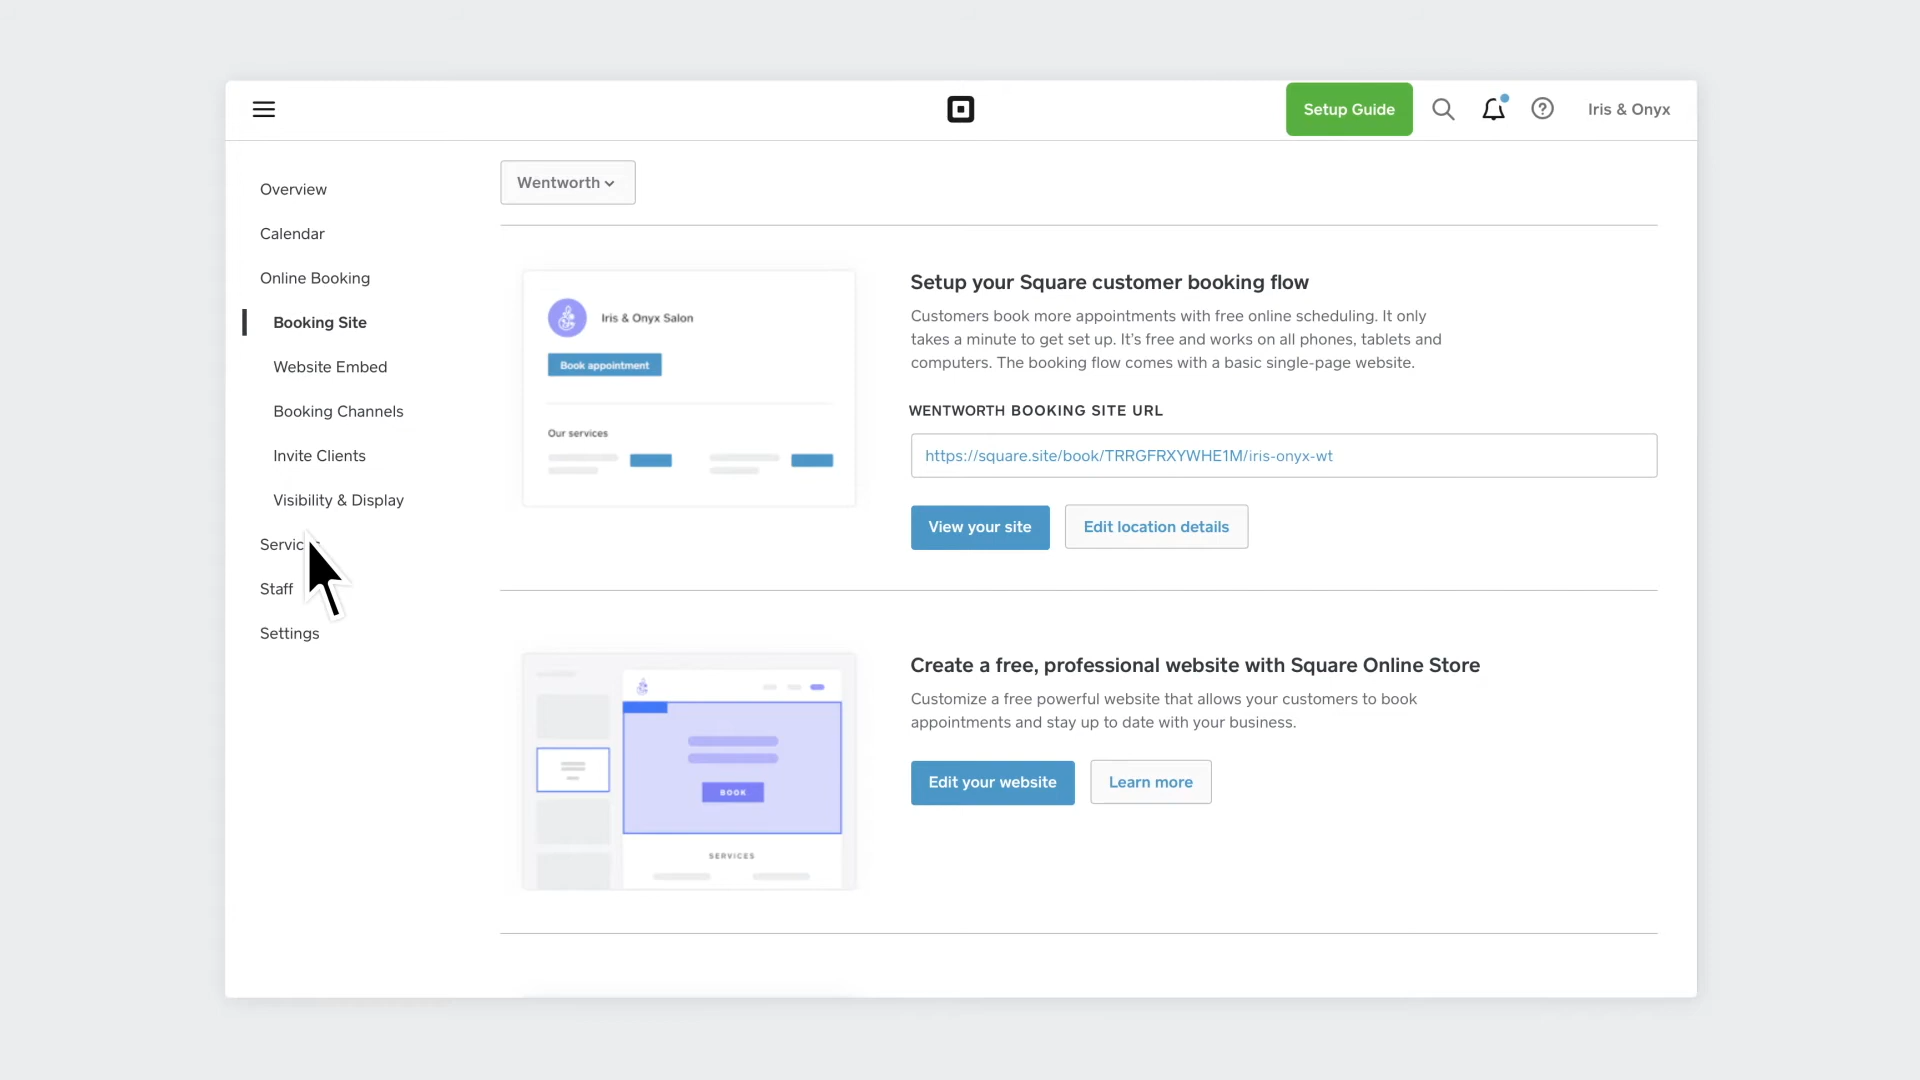 Setup Guide
Iris & Onyx
Overview
Calendar
Online Booking
Booking Site
Website Embed
Booking Channels
Invite Clients
Visibility & Display
Staff
Settings
Wentworth
Iris & Onyx Salon
Book appointment
Our services
Setup your Square customer booking flow
Customers book more appointments with free online scheduling. It only
takes a minute to get set up. It's free and works on all phones, tablets and
computers. The booking flow comes with a basic single-page website.
WENTWORTH BOOKING SITE URL
https://square.site/book/TRRGFRXYWHE1M/iris-onyx-wt
View your site
Edit location details
BOOK
SERVICES
Create a free, professional website with Square Online Store
Customize a free powerful website that allows your customers to book
appointments and stay up to date with your business.
Edit your website
Learn more